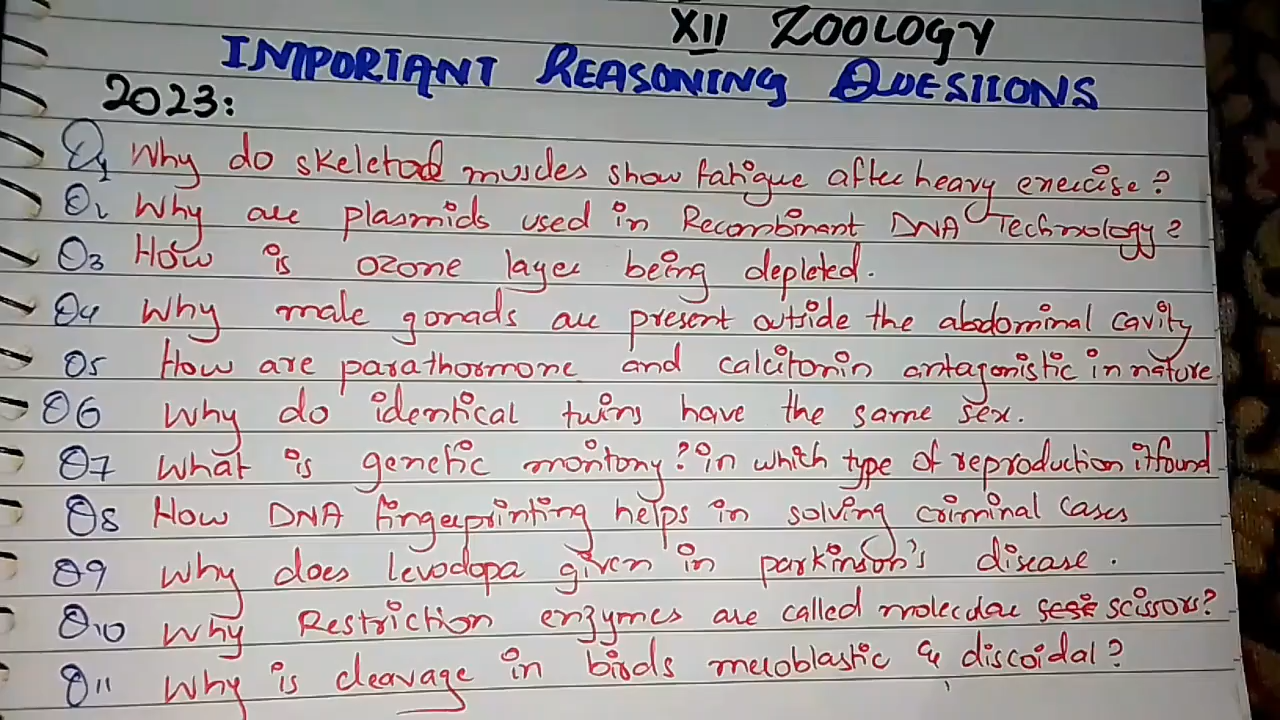 XII ZOOLOGY
IMPORTANT REASONING QUESTIONS
2023:
Q1 Why do skeletal muscles show fatigue after heavy exercise?
Q2 Why are plasmids used in Recombinant DNA Technology?
Q3 How is ozone layer being depleted.
Q4 Why male gonads are present outside the abdominal cavity
Q5 How are parathormone and calcitonin antagonistic in nature
Q6 Why do identical twins have the same sex.
Q7 What is genetic montony? in which type of reproduction it found
Q8 How DNA fingerprinting helps in solving criminal cases
Q9 Why does levodopa given in parkinson's disease.
Q10 Why Restriction enzymes are called molecular scissors?
Q11 Why is cleavage in birds meroblastic & discoidal?